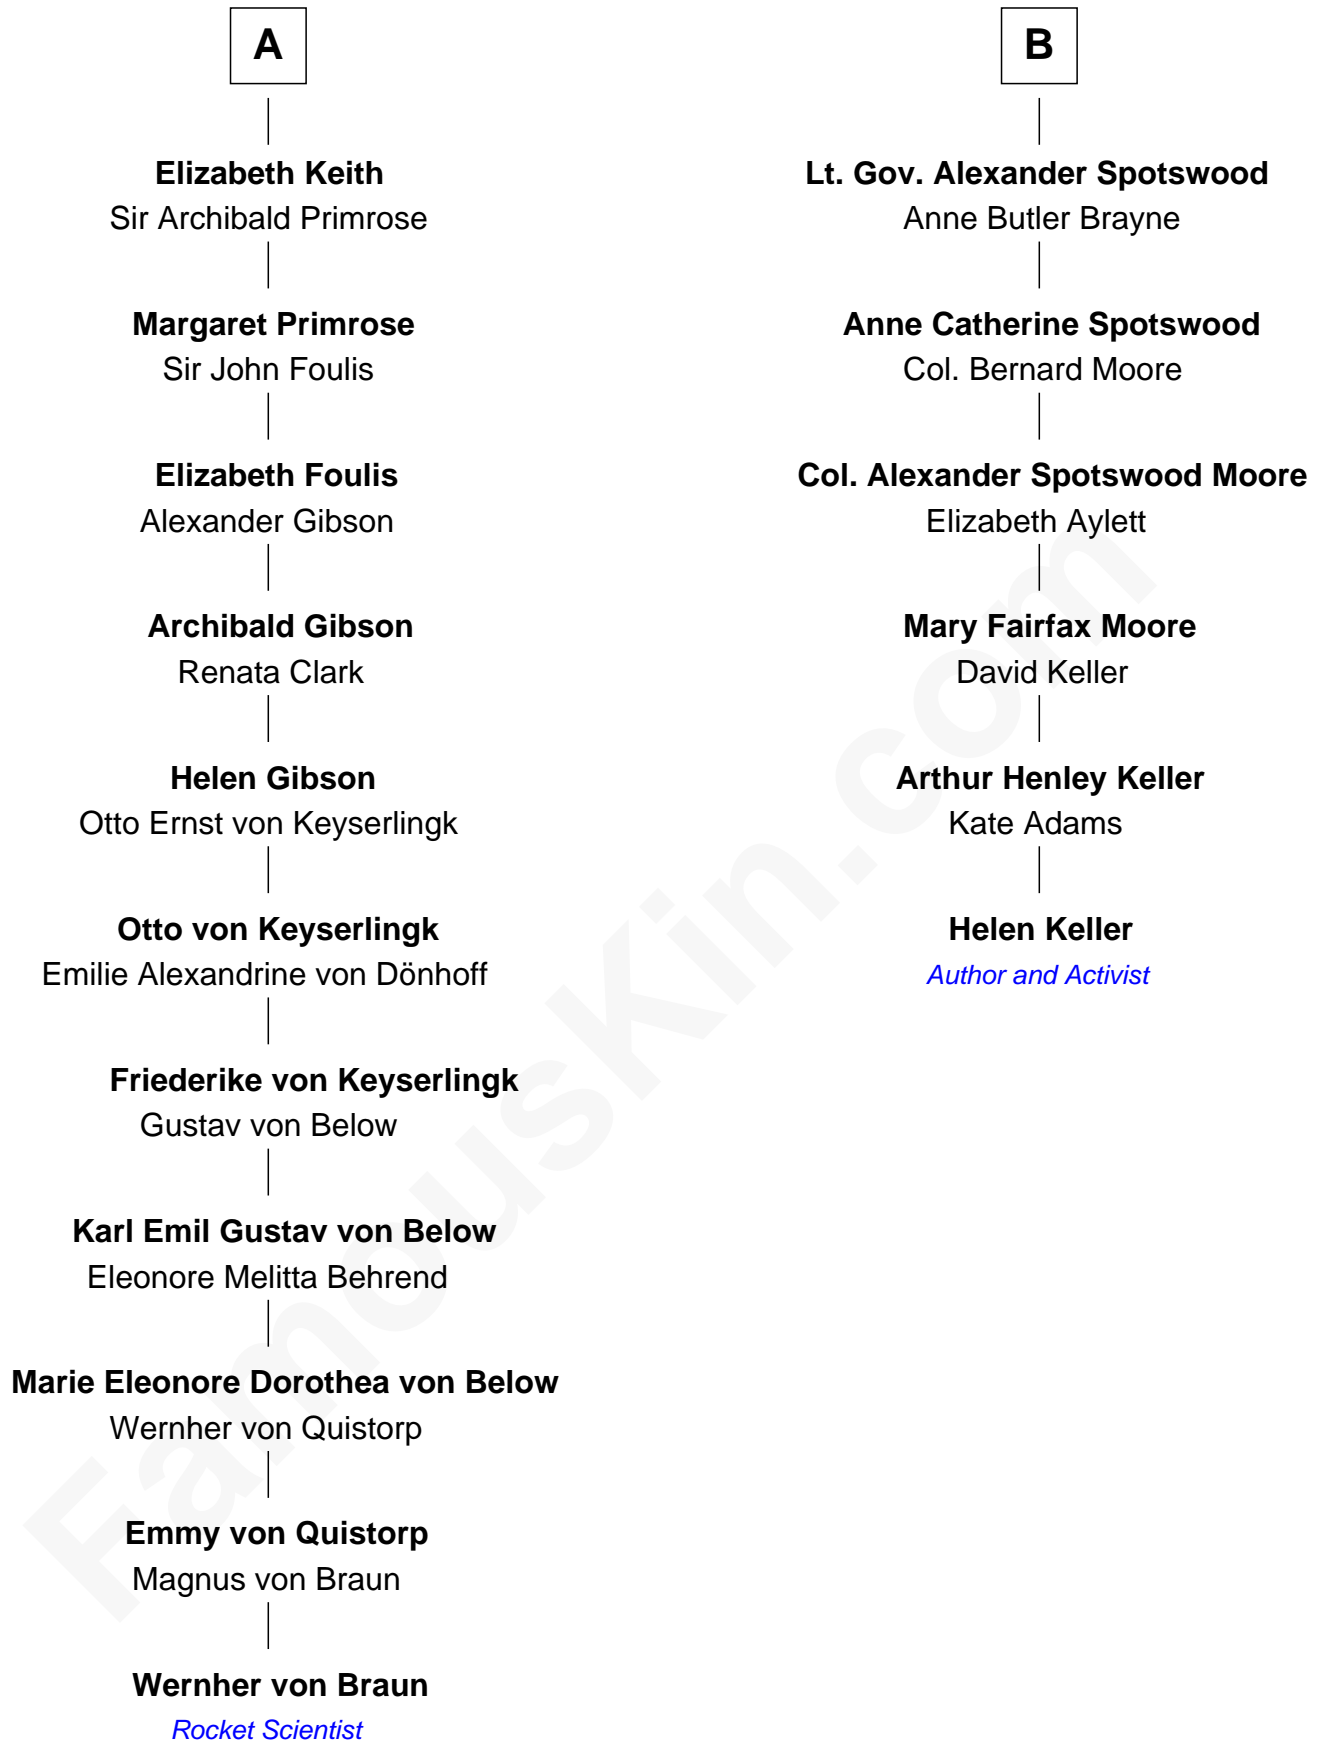 A
Elizabeth Keith
Sir Archibald Primrose
Margaret Primrose
Sir John Foulis
Elizabeth Foulis
Alexander Gibson
Archibald Gibson
Renata Clark
Helen Gibson
Otto Ernst von Keyserlingk
Otto von Keyserlingk
Emilie Alexandrine von Dönhoff
Friederike von Keyserlingk
Gustav von Below
Karl Emil Gustav von Below
Eleonore Melitta Behrend
Marie Eleonore Dorothea von Below
Wernher von Quistorp
Emmy von Quistorp
Magnus von Braun
Wernher von Braun
Rocket Scientist
B
Lt. Gov. Alexander Spotswood
Anne Butler Brayne
Anne Catherine Spotswood
Col. Bernard Moore
Col. Alexander Spotswood Moore
Elizabeth Aylett
Mary Fairfax Moore
David Keller
Arthur Henley Keller
Kate Adams
Helen Keller
Author and Activist
FamousKin.com